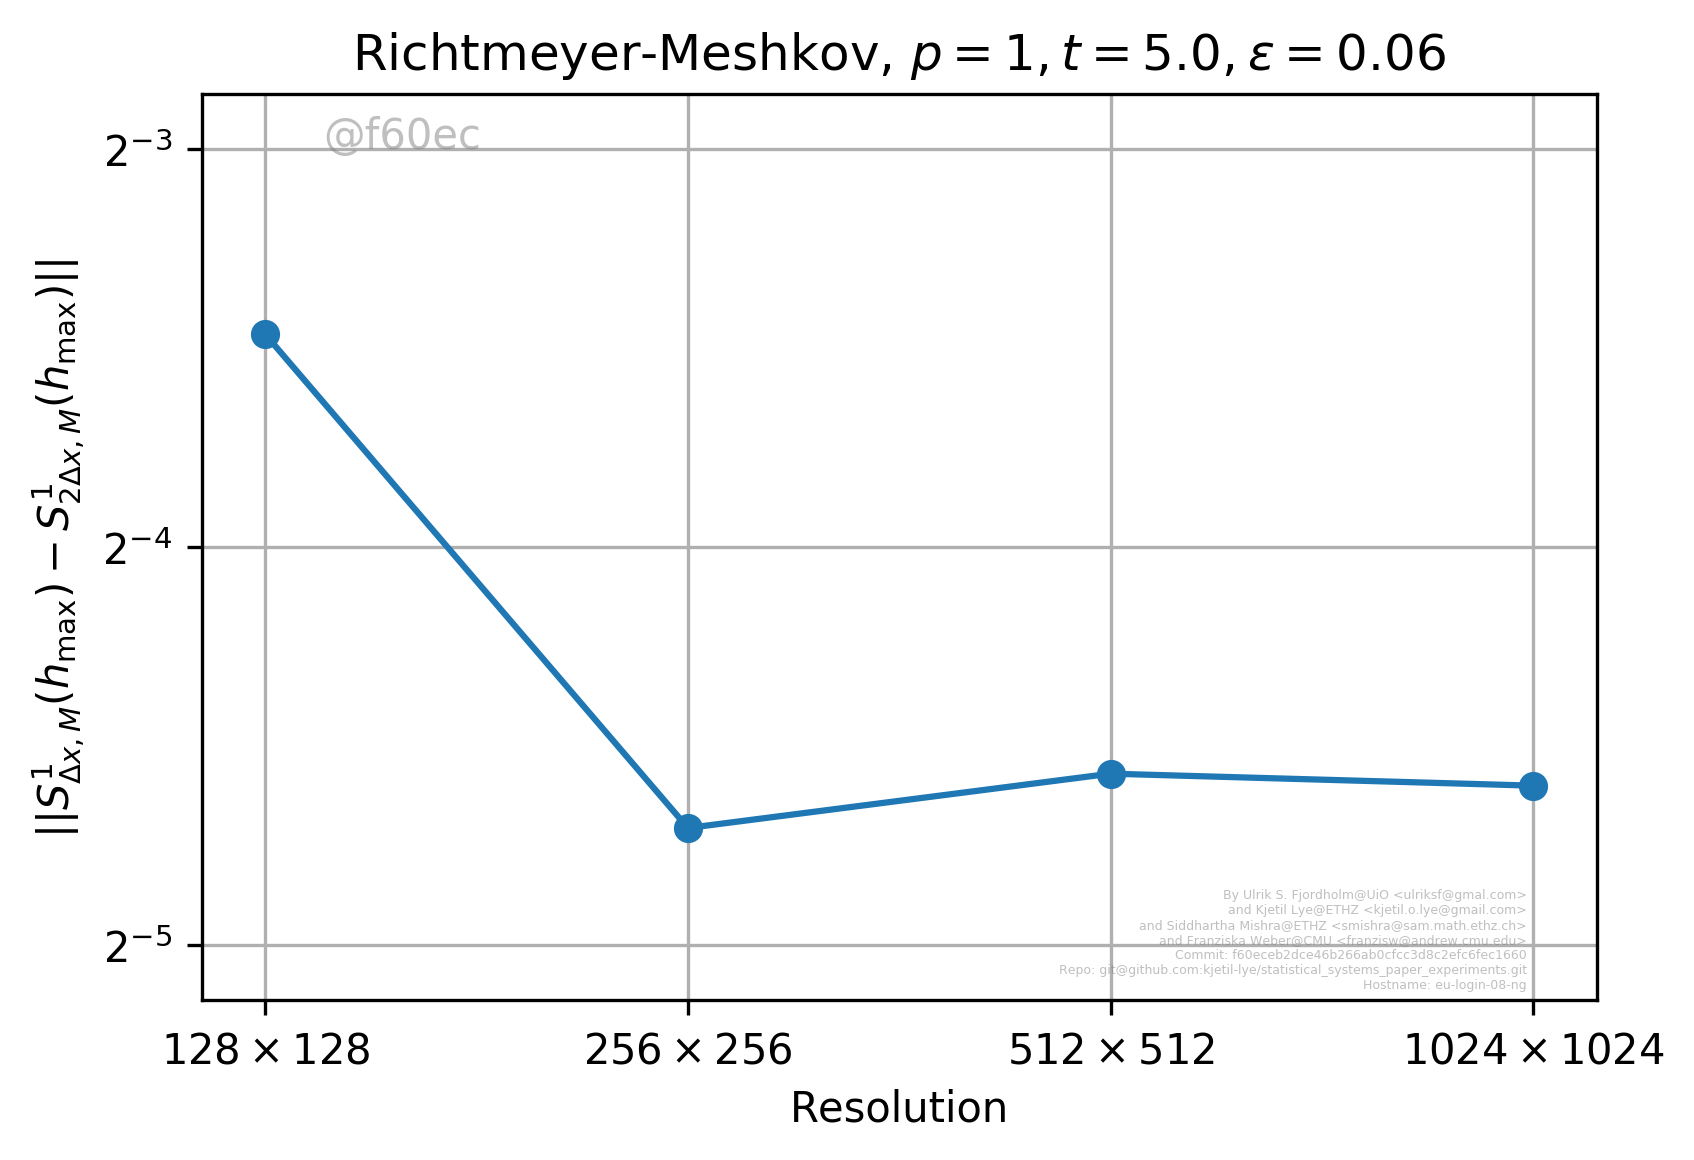 Richtmeyer-Meshkov, p = 1, t = 5.0, ε = 0.06
@f60ec
2⁻³
2⁻⁴
2⁻⁵
||S¹_{Δx,M}(h_max) − S¹_{2Δx,M}(h_max)||
By Ulrik S. Fjordholm@UiO <ulriksf@gmal.com>
and Kjetil Lye@ETHZ <kjetil.o.lye@gmail.com>
and Siddhartha Mishra@ETHZ <smishra@sam.math.ethz.ch>
and Franziska Weber@CMU <franzisw@andrew.cmu.edu>
Commit: f60eceb2dce46b266ab0cfcc3d8c2efc6fec1660
Repo: git@github.com:kjetil-lye/statistical_systems_paper_experiments.git
Hostname: eu-login-08-ng
128 × 128 256 × 256 512 × 512 1024 × 1024
Resolution